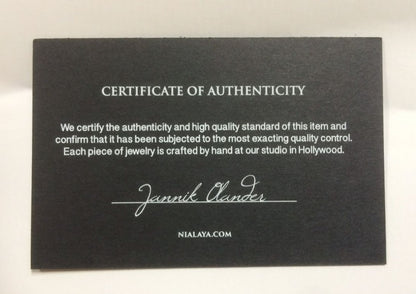 CERTIFICATE OF AUTHENTICITY
We certify the authenticity and high quality standard of this item and
confirm that it has been subjected to the most exacting quality control.
Each piece of jewelry is crafted by hand at our studio in Hollywood.
Jannik Olander
NIALAYA.COM